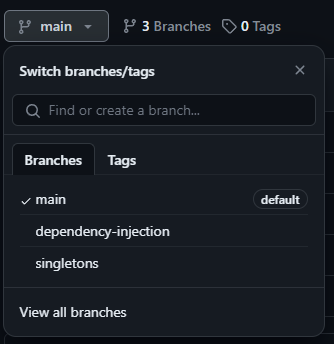 main 3 Branches 0 Tags
Switch branches/tags
Find or create a branch...
Branches Tags
main default
dependency-injection
singletons
View all branches